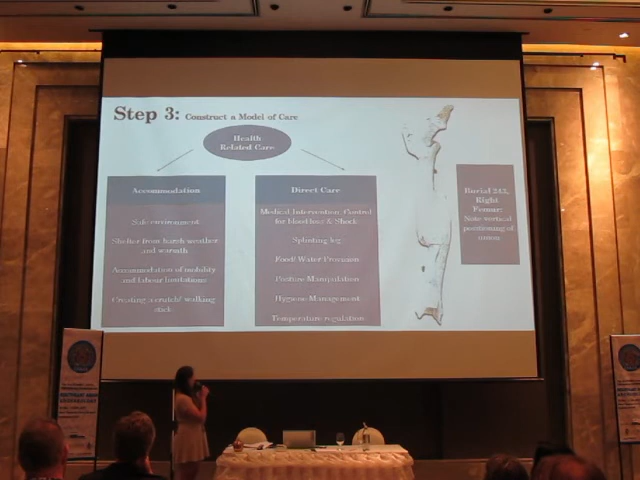 Step 3: Construct a Model of Care
Health
Related Care
Accommodation
Safe environment
Shelter from harsh weather
and warmth
Accommodation of mobility
and labour limitations
Creating a crutch/ walking
stick
Direct Care
Medical Intervention: Control
for blood loss & Shock
Splinting leg
Food/ Water Provision
Posture Manipulation
Hygiene Management
Temperature regulation
Burial 243,
Right
Femur:
Note vertical
positioning of